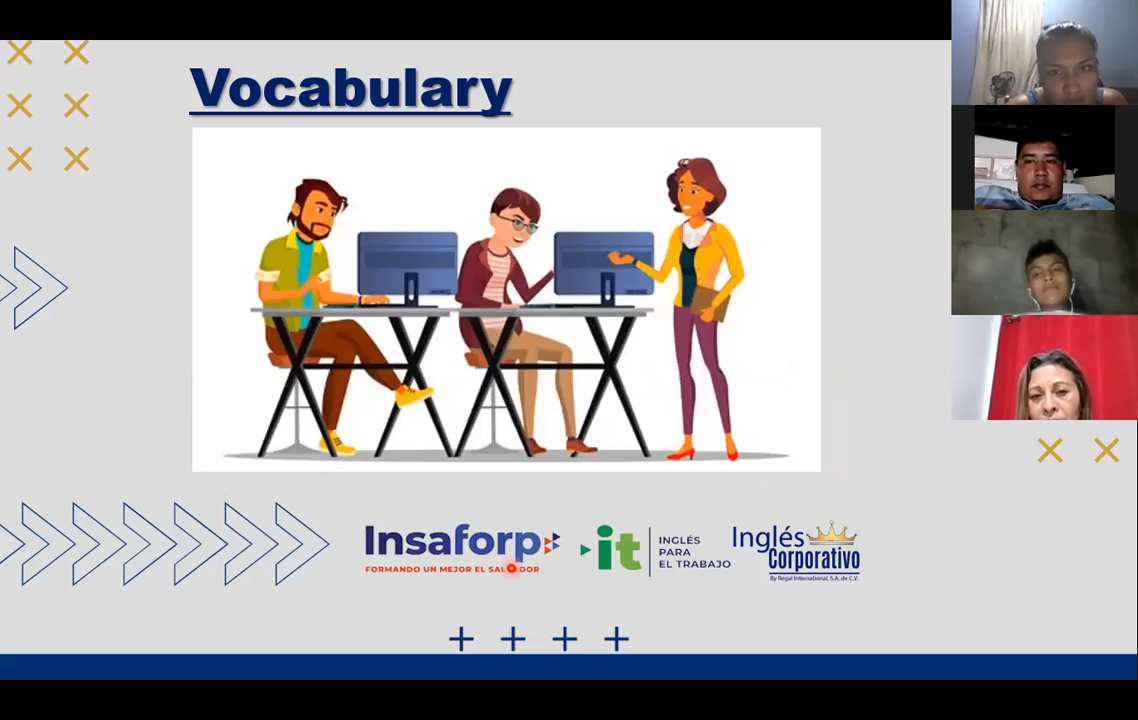 Vocabulary
Insaforp
FORMANDO UN MEJOR EL SALVADOR
it
INGLÉS
PARA
EL TRABAJO
Inglés
Corporativo
By Regal International, S.A. de C.V.